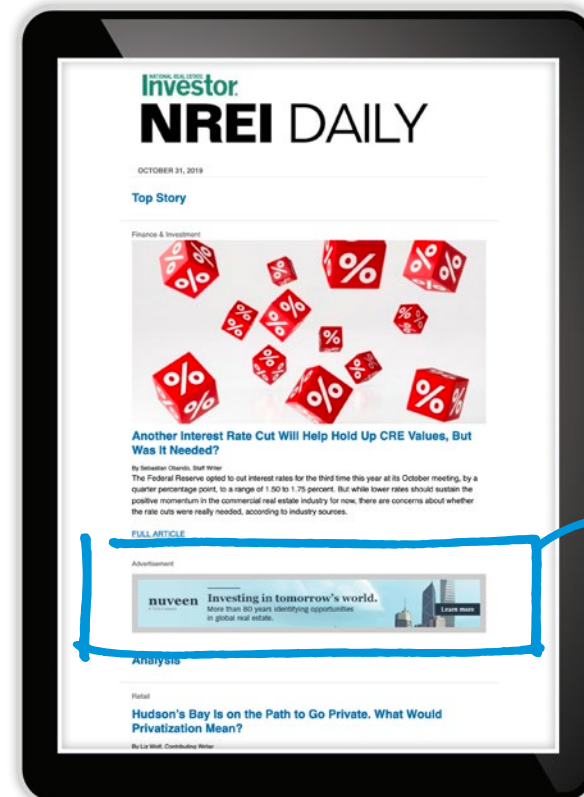 NATIONAL REAL ESTATE
Investor.
NREI DAILY
OCTOBER 31, 2019
Top Story
Finance & Investment
Another Interest Rate Cut Will Help Hold Up CRE Values, But
Was It Needed?
By Sebastian Obando, Staff Writer
The Federal Reserve opted to cut interest rates for the third time this year at its October meeting, by a
quarter percentage point, to a range of 1.50 to 1.75 percent. But while lower rates should sustain the
positive momentum in the commercial real estate industry for now, there are concerns about whether
the rate cuts were really needed, according to industry sources.
FULL ARTICLE
Advertisement
nuveen
Investing in tomorrow's world.
More than 80 years identifying opportunities
in global real estate.
Learn more
Analysis
Retail
Hudson's Bay Is on the Path to Go Private. What Would
Privatization Mean?
By Liz Wolf, Contributing Writer